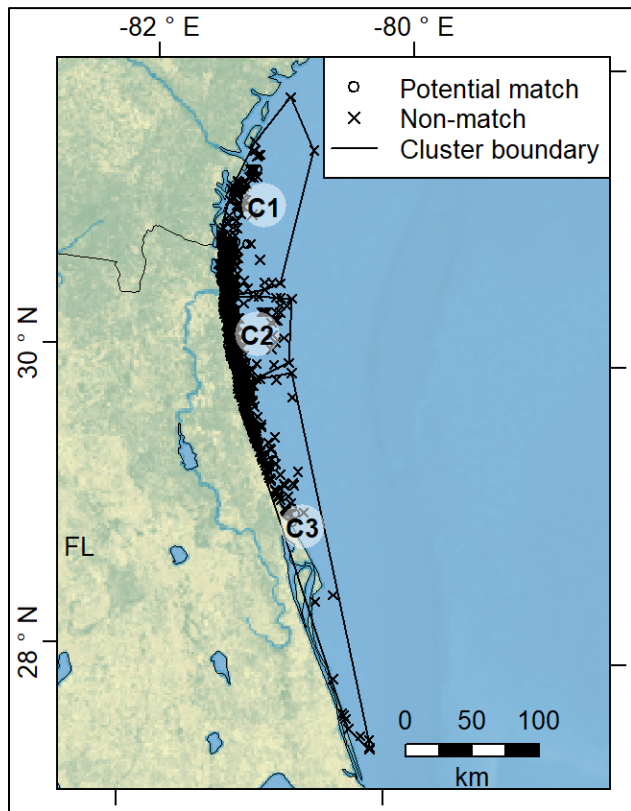 -82 ° E
-80 ° E
Potential match
Non-match
Cluster boundary
C1
30 ° N
C2
C3
FL
28 ° N
0 50 100
km